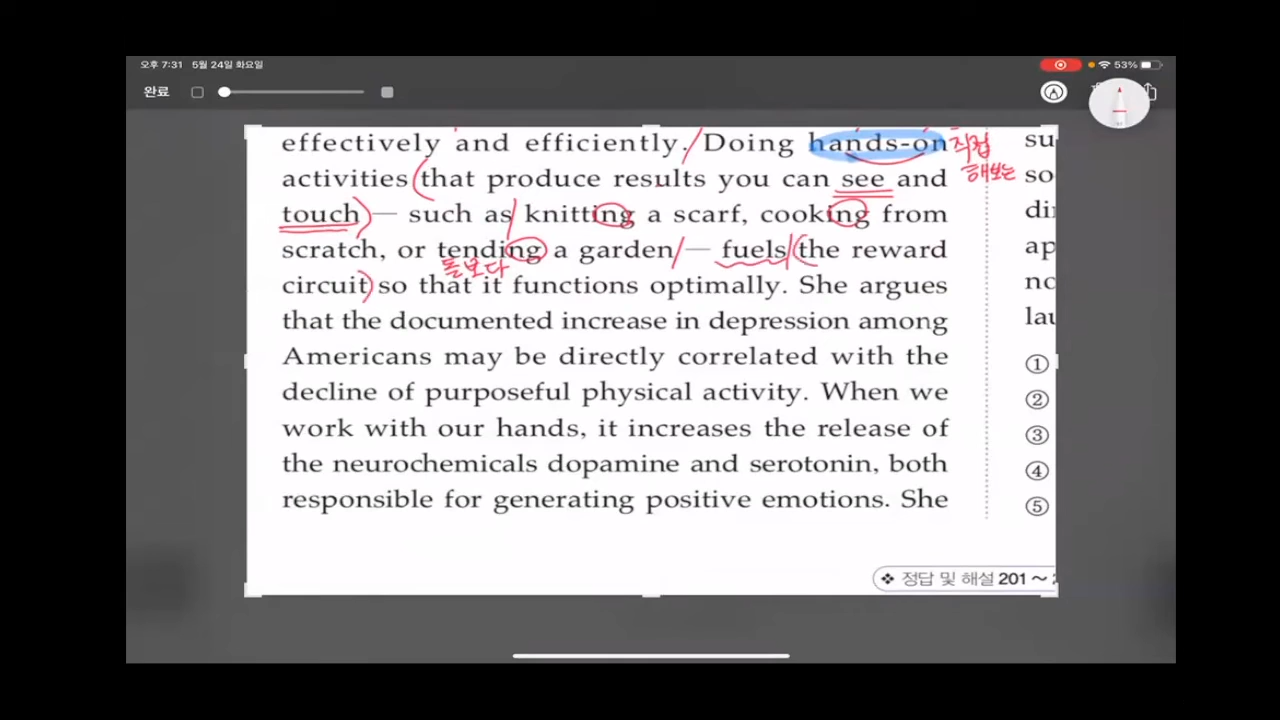 오후 7:31 5월 24일 화요일
53%
완료
effectively and efficiently. Doing hands-on 직접
해보는
activities (that produce results you can see and
touch) — such as knitting a scarf, cooking from
scratch, or tending a garden — fuels (the reward
돌보다
circuit) so that it functions optimally. She argues
that the documented increase in depression among
Americans may be directly correlated with the
decline of purposeful physical activity. When we
work with our hands, it increases the release of
the neurochemicals dopamine and serotonin, both
responsible for generating positive emotions. She
su
so
di
ap
no
lau
①
②
③
④
⑤
❖ 정답 및 해설 201 ~